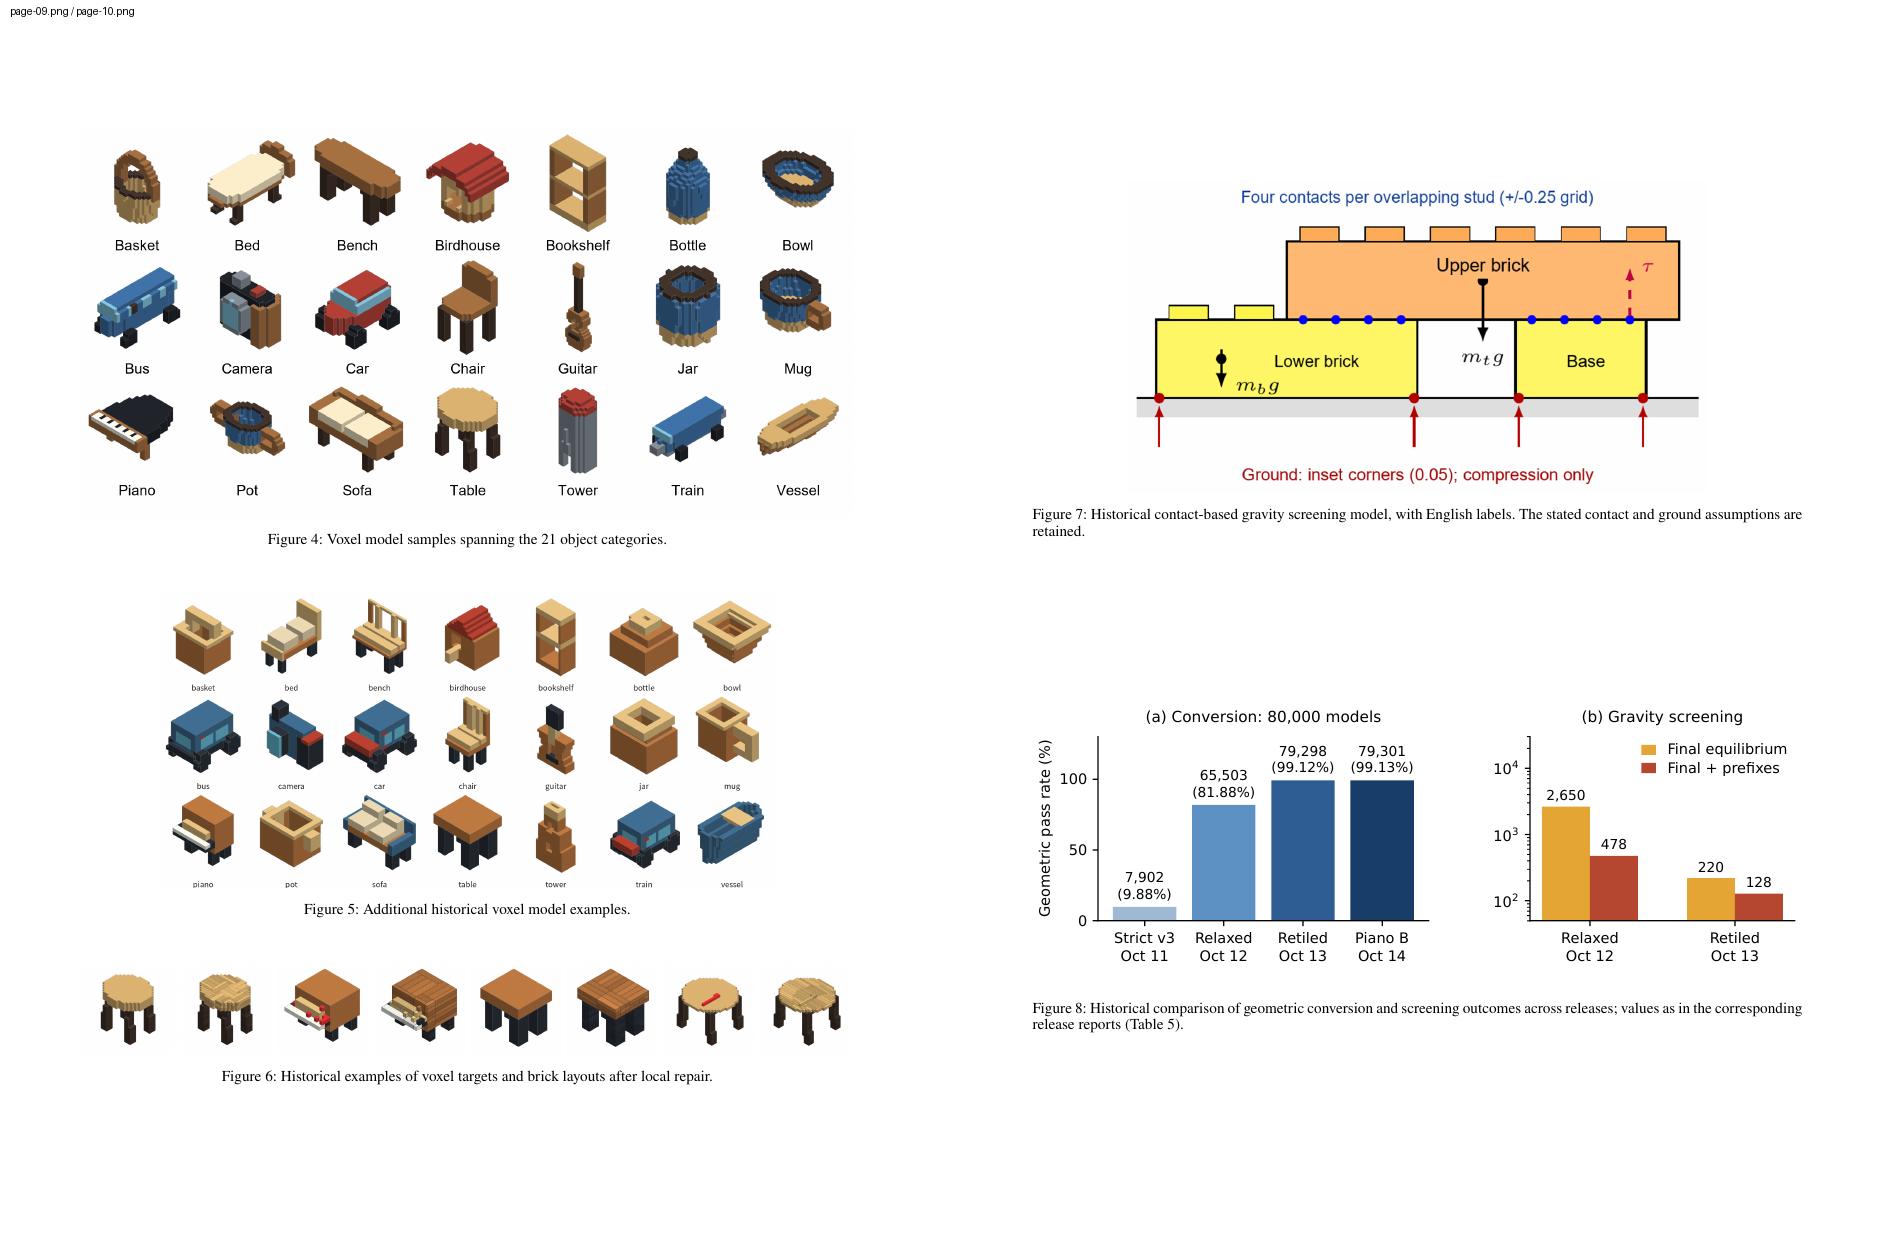 page-09.png / page-10.png
Basket Bed Bench Birdhouse Bookshelf Bottle Bowl
Bus Camera Car Chair Guitar Jar Mug
Piano Pot Sofa Table Tower Train Vessel
Figure 4: Voxel model samples spanning the 21 object categories.
basket bed bench birdhouse bookshelf bottle bowl
bus camera car chair guitar jar mug
piano pot sofa table tower train vessel
Figure 5: Additional historical voxel model examples.
Figure 6: Historical examples of voxel targets and brick layouts after local repair.
Four contacts per overlapping stud (+/-0.25 grid)
Upper brick
τ
m_t g
Lower brick
m_b g
Base
Ground: inset corners (0.05); compression only
Figure 7: Historical contact-based gravity screening model, with English labels. The stated contact and ground assumptions are
retained.
(a) Conversion: 80,000 models
Geometric pass rate (%)
100
50
0
7,902
(9.88%)
65,503
(81.88%)
79,298
(99.12%)
79,301
(99.13%)
Strict v3
Oct 11
Relaxed
Oct 12
Retiled
Oct 13
Piano B
Oct 14
(b) Gravity screening
Final equilibrium
Final + prefixes
10⁴
10³
10²
2,650
478
220
128
Relaxed
Oct 12
Retiled
Oct 13
Figure 8: Historical comparison of geometric conversion and screening outcomes across releases; values as in the corresponding
release reports (Table 5).